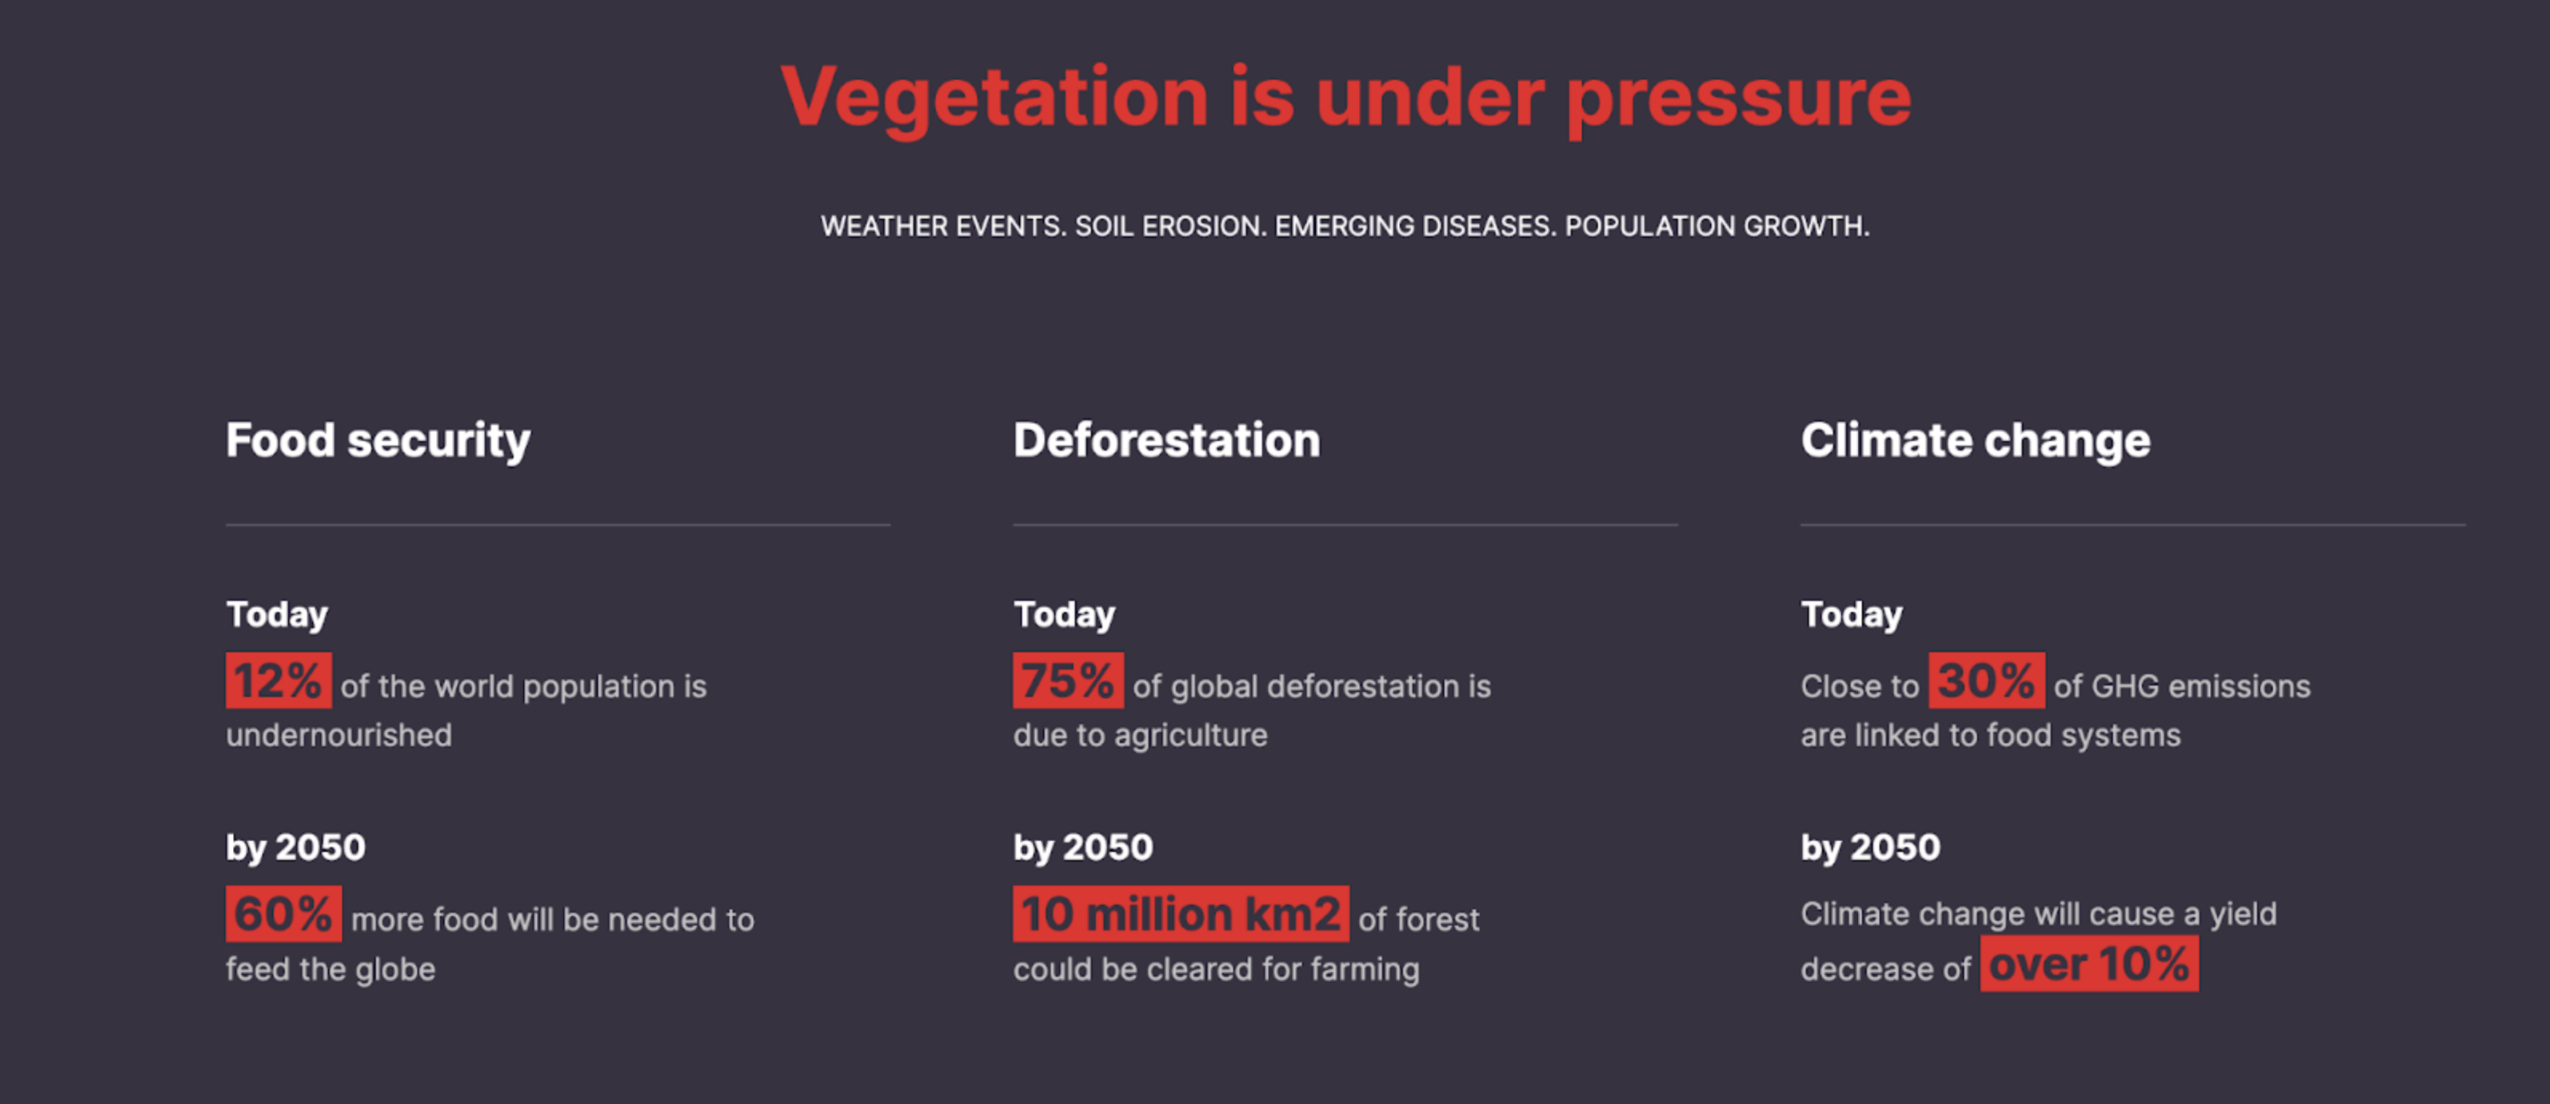 Vegetation is under pressure
WEATHER EVENTS. SOIL EROSION. EMERGING DISEASES. POPULATION GROWTH.
Food security
Today
12% of the world population is
undernourished
by 2050
60% more food will be needed to
feed the globe
Deforestation
Today
75% of global deforestation is
due to agriculture
by 2050
10 million km2 of forest
could be cleared for farming
Climate change
Today
Close to 30% of GHG emissions
are linked to food systems
by 2050
Climate change will cause a yield
decrease of over 10%